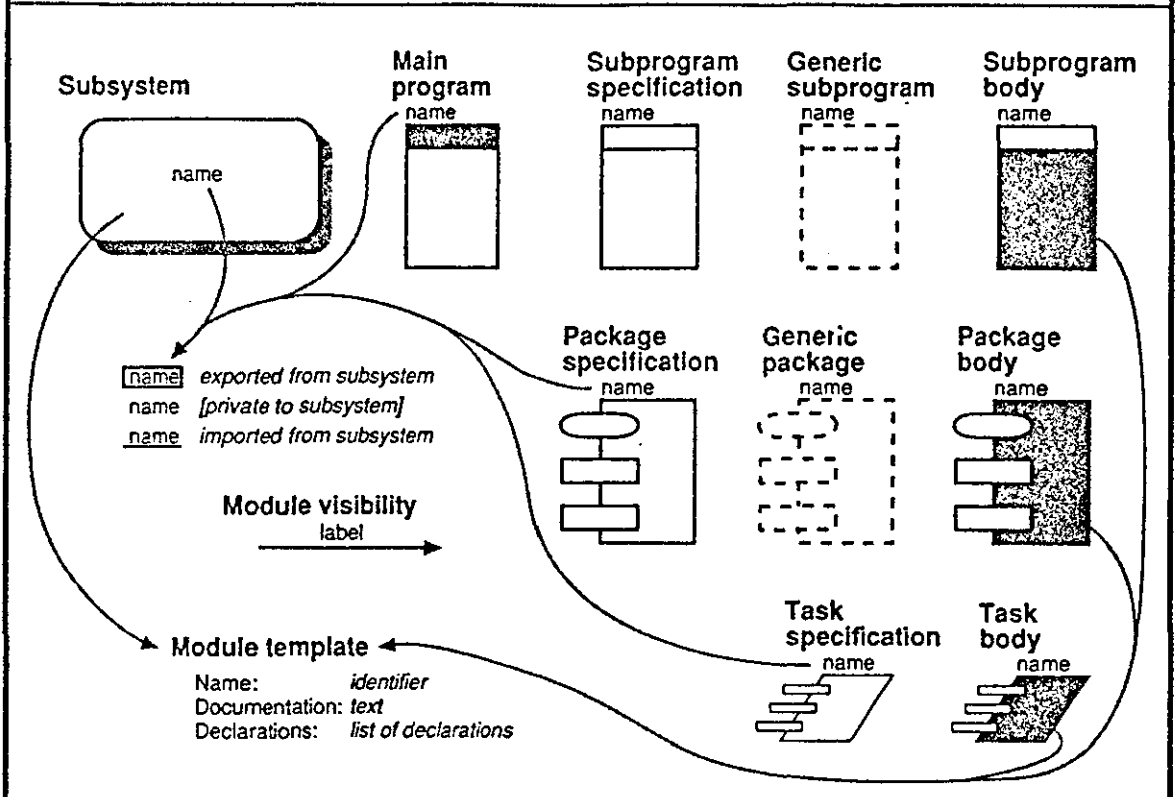 Subsystem
name
Main
program
name
Subprogram
specification
name
Generic
subprogram
name
Subprogram
body
name
name exported from subsystem
name [private to subsystem]
name imported from subsystem
Package
specification
name
Generic
package
name
Package
body
name
Module visibility
label
Task
specification
name
Task
body
name
Module template
Name: identifier
Documentation: text
Declarations: list of declarations